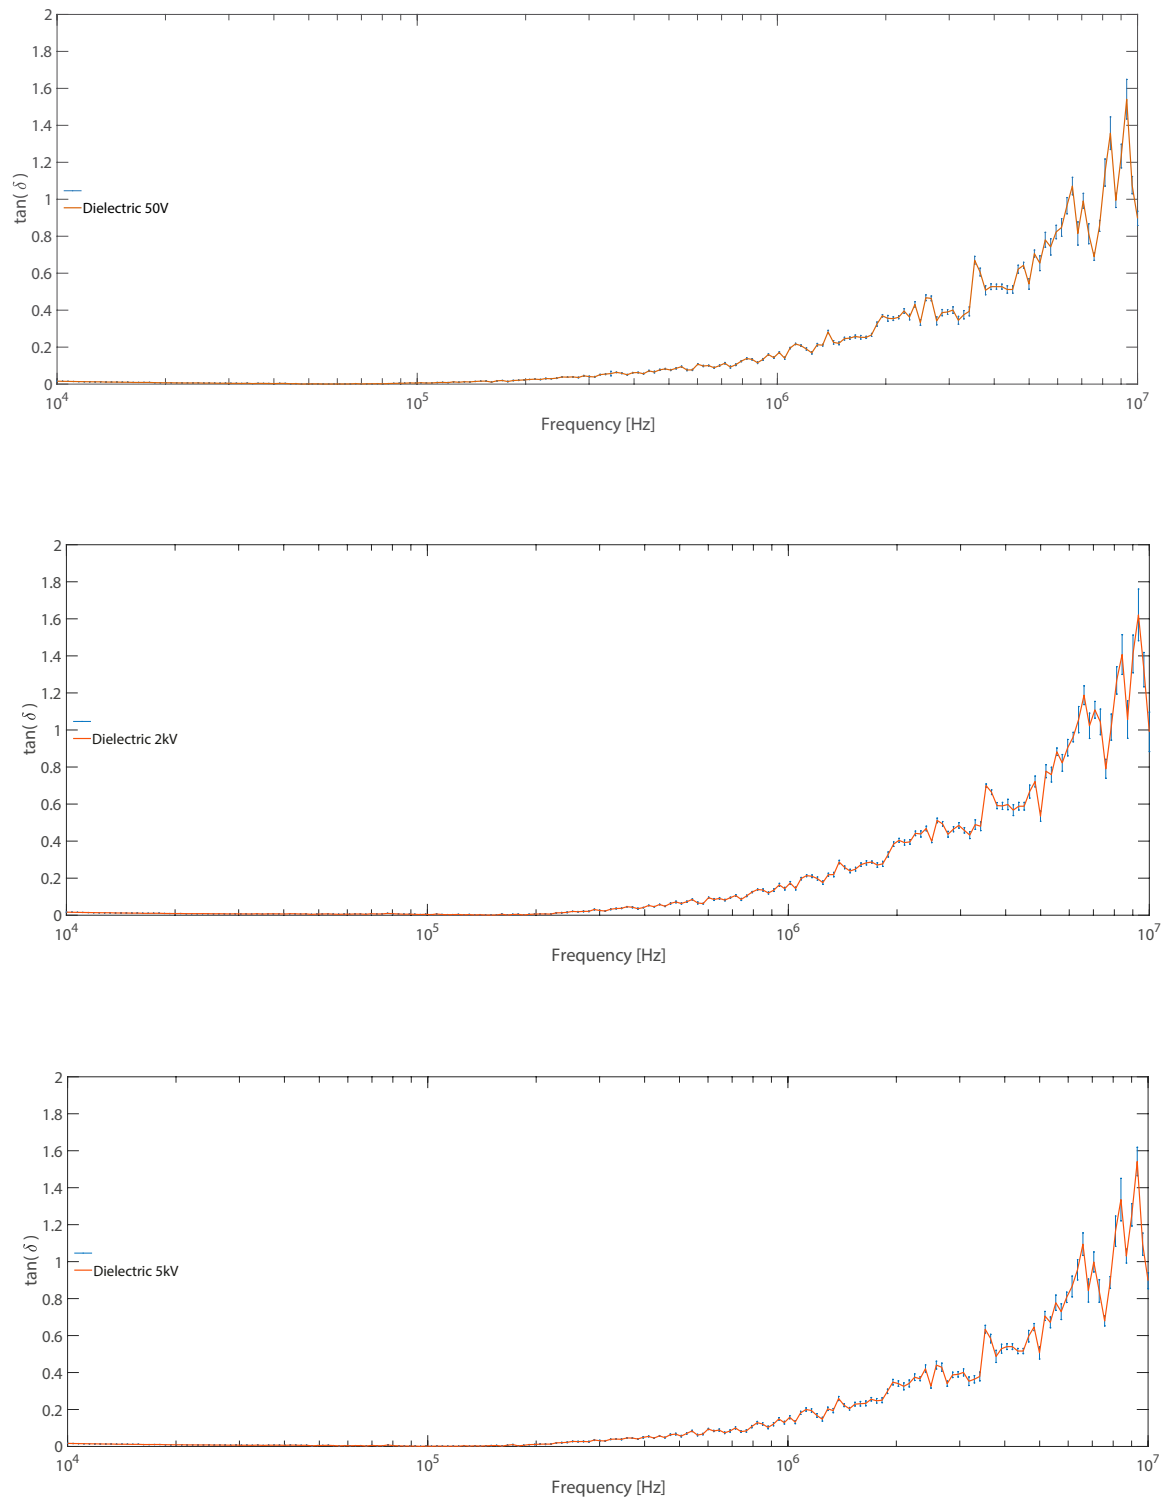 2
1.8
1.6
1.4
1.2
1
0.8
0.6
0.4
0.2
0
tan( δ )
Dielectric 50V
10⁴ 10⁵ 10⁶ 10⁷
Frequency [Hz]
2
1.8
1.6
1.4
1.2
1
0.8
0.6
0.4
0.2
0
tan( δ )
Dielectric 2kV
10⁴ 10⁵ 10⁶ 10⁷
Frequency [Hz]
2
1.8
1.6
1.4
1.2
1
0.8
0.6
0.4
0.2
0
tan( δ )
Dielectric 5kV
10⁴ 10⁵ 10⁶ 10⁷
Frequency [Hz]